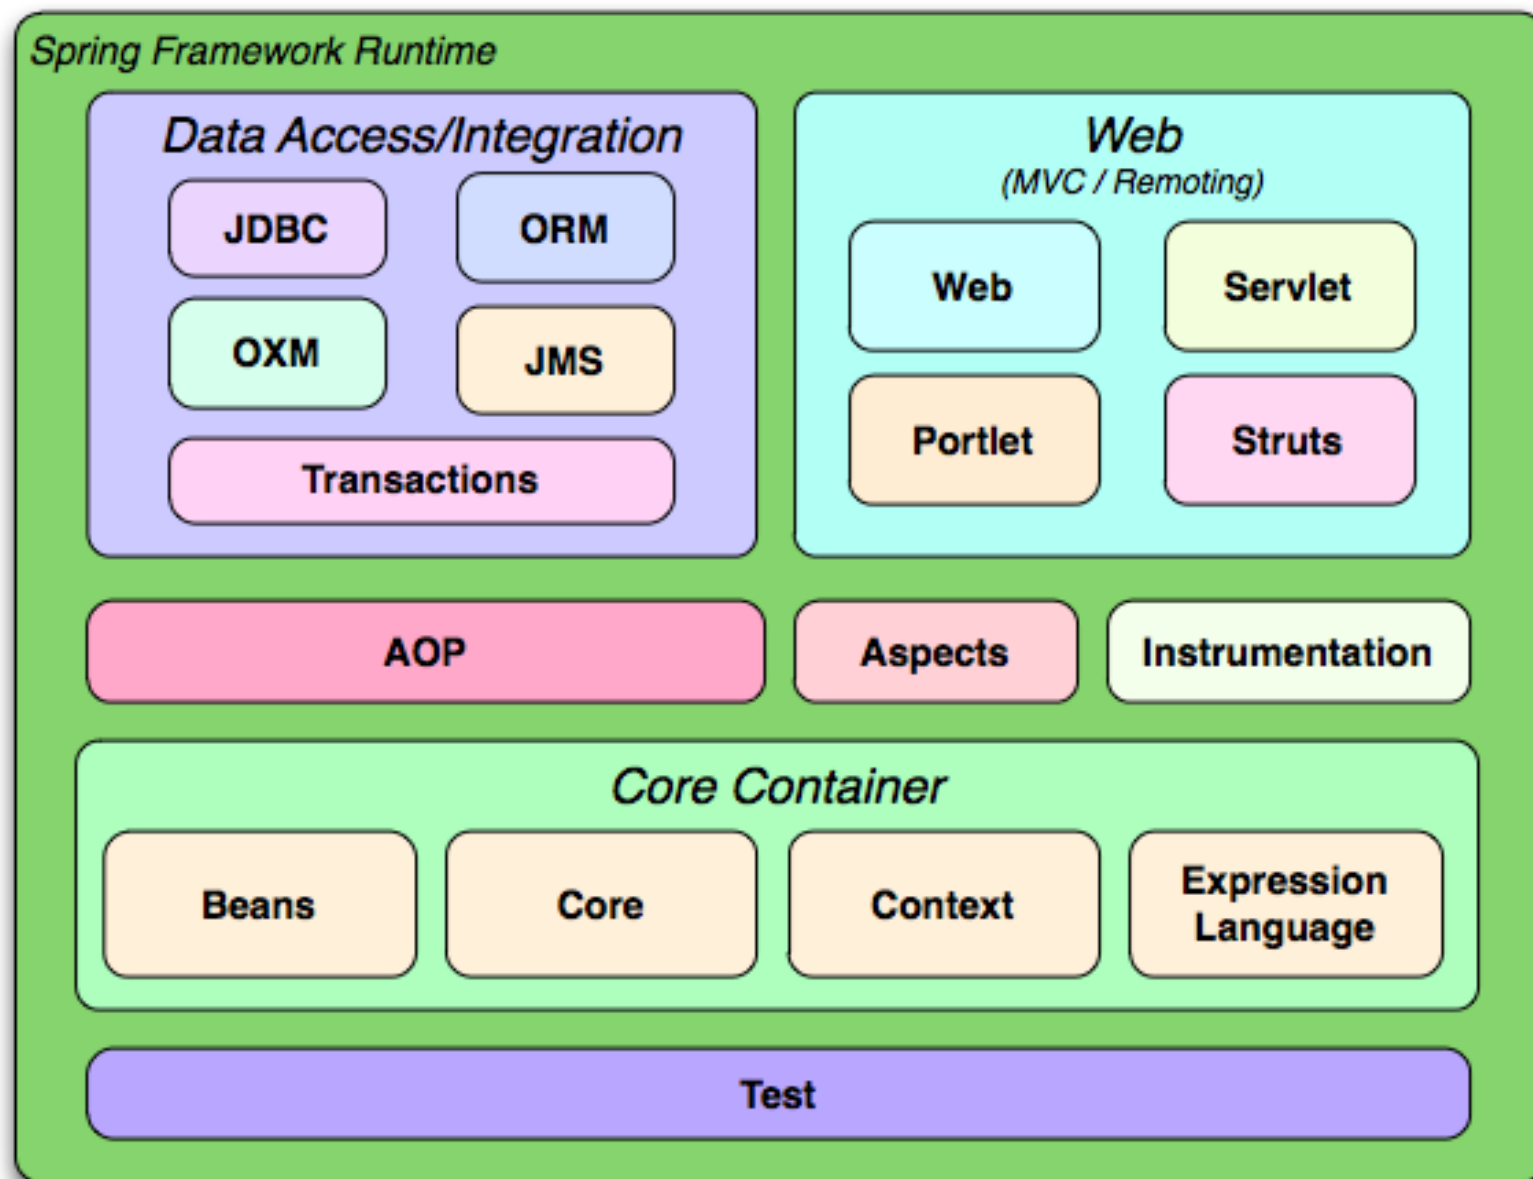 Spring Framework Runtime
Data Access/Integration
JDBC
ORM
OXM
JMS
Transactions
Web
(MVC / Remoting)
Web
Servlet
Portlet
Struts
AOP
Aspects
Instrumentation
Core Container
Beans
Core
Context
Expression
Language
Test